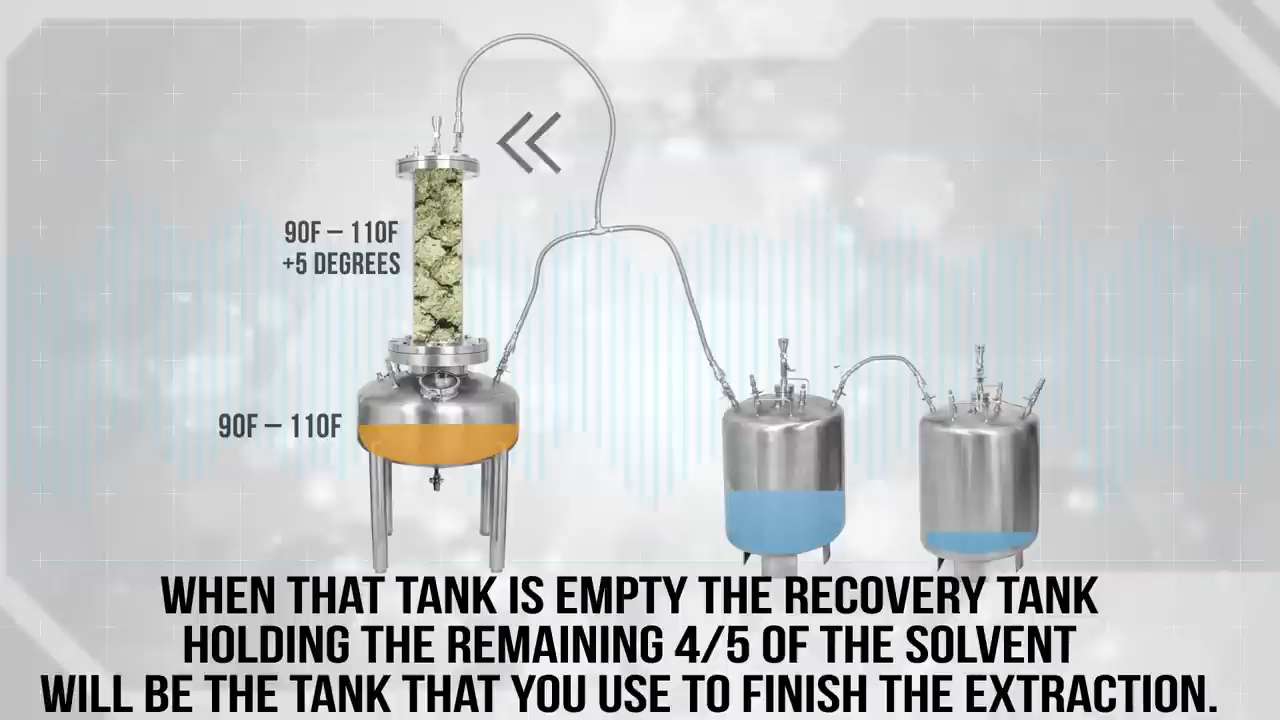 90F – 110F
+5 DEGREES
90F – 110F
WHEN THAT TANK IS EMPTY THE RECOVERY TANK
HOLDING THE REMAINING 4/5 OF THE SOLVENT
WILL BE THE TANK THAT YOU USE TO FINISH THE EXTRACTION.